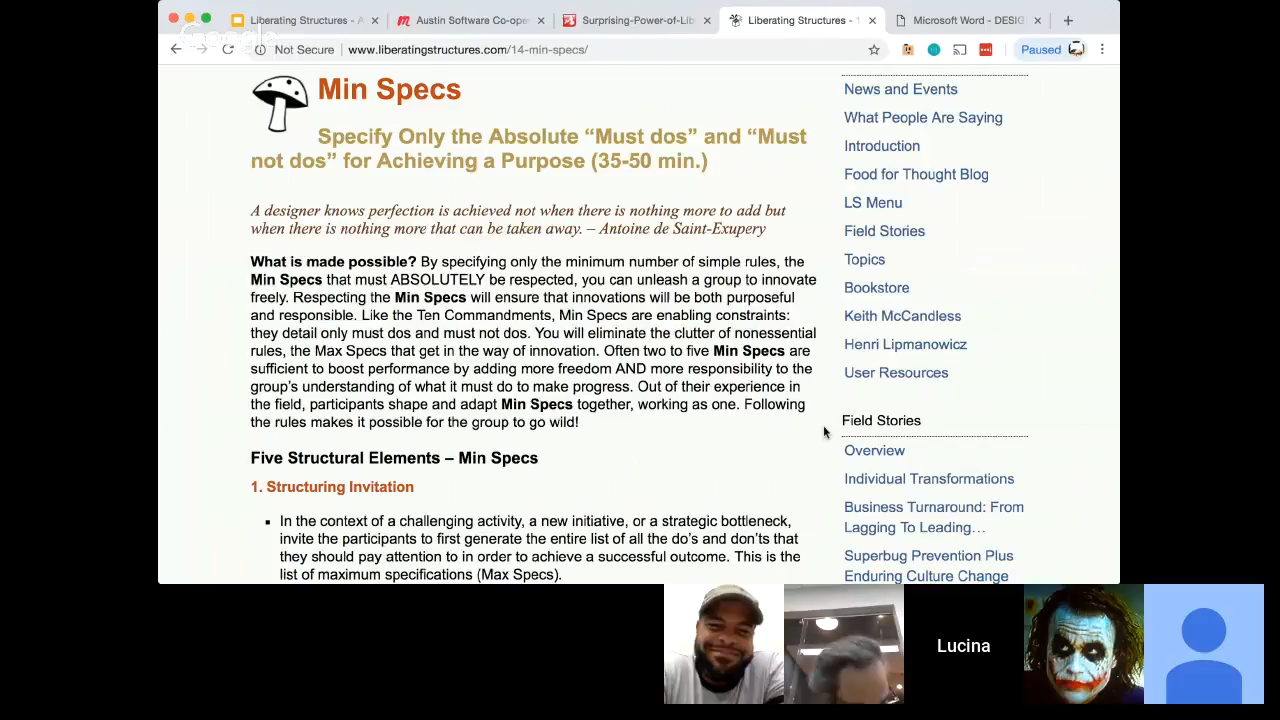 Liberating Structures - A
Austin Software Co-oper
Surprising-Power-of-Lib
Liberating Structures - 1
Microsoft Word - DESIG
Not Secure
www.liberatingstructures.com/14-min-specs/
Paused
Google
Min Specs
Specify Only the Absolute “Must dos” and “Must
not dos” for Achieving a Purpose (35-50 min.)
A designer knows perfection is achieved not when there is nothing more to add but
when there is nothing more that can be taken away. – Antoine de Saint-Exupery
What is made possible? By specifying only the minimum number of simple rules, the
Min Specs that must ABSOLUTELY be respected, you can unleash a group to innovate
freely. Respecting the Min Specs will ensure that innovations will be both purposeful
and responsible. Like the Ten Commandments, Min Specs are enabling constraints:
they detail only must dos and must not dos. You will eliminate the clutter of nonessential
rules, the Max Specs that get in the way of innovation. Often two to five Min Specs are
sufficient to boost performance by adding more freedom AND more responsibility to the
group’s understanding of what it must do to make progress. Out of their experience in
the field, participants shape and adapt Min Specs together, working as one. Following
the rules makes it possible for the group to go wild!
Five Structural Elements – Min Specs
1. Structuring Invitation
In the context of a challenging activity, a new initiative, or a strategic bottleneck,
invite the participants to first generate the entire list of all the do’s and don’ts that
they should pay attention to in order to achieve a successful outcome. This is the
list of maximum specifications (Max Specs).
News and Events
What People Are Saying
Introduction
Food for Thought Blog
LS Menu
Field Stories
Topics
Bookstore
Keith McCandless
Henri Lipmanowicz
User Resources
Field Stories
Overview
Individual Transformations
Business Turnaround: From
Lagging To Leading…
Superbug Prevention Plus
Enduring Culture Change
Lucina